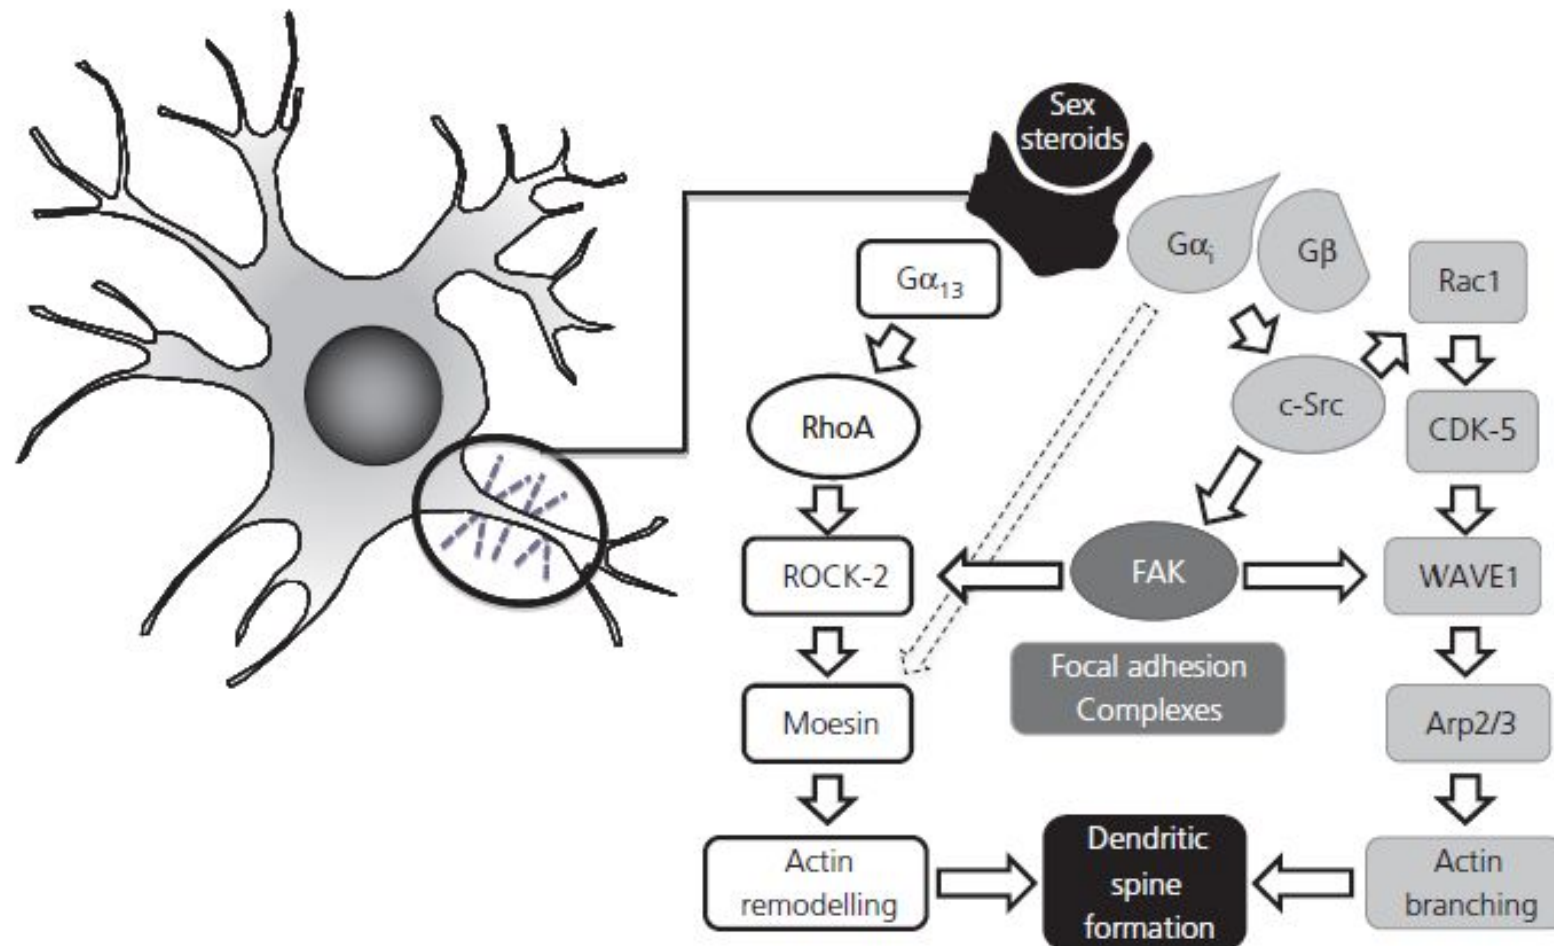 Sex
steroids
Gα13
Gαi
Gβ
Rac1
RhoA
c-Src
CDK-5
ROCK-2
FAK
WAVE1
Focal adhesion
Complexes
Moesin
Arp2/3
Actin
remodelling
Dendritic
spine
formation
Actin
branching